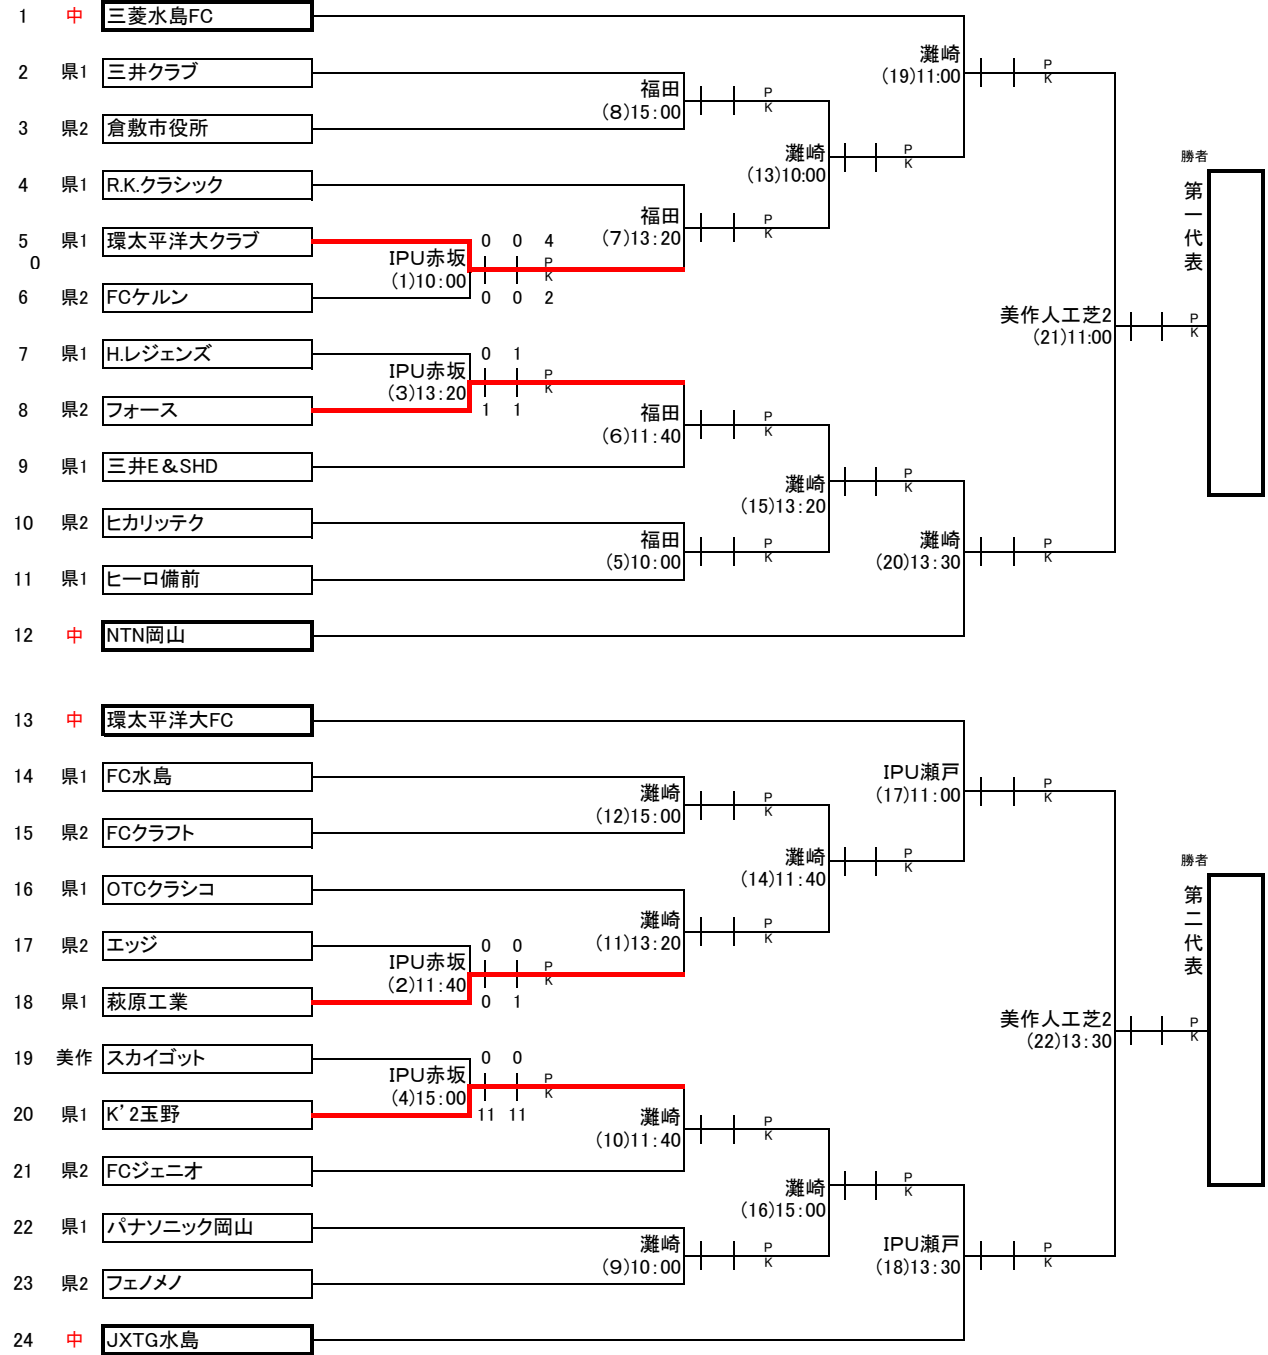 1 中 三菱水島FC
灘崎
(19)11:00
P
K
2 県1 三井クラブ
福田
(8)15:00
P
K
3 県2 倉敷市役所
灘崎
(13)10:00
P
K
勝者
第一代表
4 県1 R.K.クラシック
福田
(7)13:20
P
K
5 県1 環太平洋大クラブ
0
0 0 4
IPU赤坂
(1)10:00
P
K
0 0 2
6 県2 FCケルン
美作人工芝2
(21)11:00
P
K
7 県1 H.レジェンズ
0 1
IPU赤坂
(3)13:20
P
K
1 1
8 県2 フォース
福田
(6)11:40
P
K
9 県1 三井E&SHD
灘崎
(15)13:20
P
K
10 県2 ヒカリッテク
福田
(5)10:00
P
K
灘崎
(20)13:30
P
K
11 県1 ヒーロ備前
12 中 NTN岡山
13 中 環太平洋大FC
14 県1 FC水島
灘崎
(12)15:00
P
K
IPU瀬戸
(17)11:00
P
K
15 県2 FCクラフト
灘崎
(14)11:40
P
K
勝者
第二代表
16 県1 OTCクラシコ
灘崎
(11)13:20
P
K
17 県2 エッジ
0 0
IPU赤坂
(2)11:40
P
K
0 1
18 県1 萩原工業
美作人工芝2
(22)13:30
P
K
19 美作 スカイゴット
0 0
IPU赤坂
(4)15:00
P
K
11 11
20 県1 K’2玉野
灘崎
(10)11:40
P
K
21 県2 FCジェニオ
灘崎
(16)15:00
P
K
22 県1 パナソニック岡山
灘崎
(9)10:00
P
K
IPU瀬戸
(18)13:30
P
K
23 県2 フェノメノ
24 中 JXTG水島